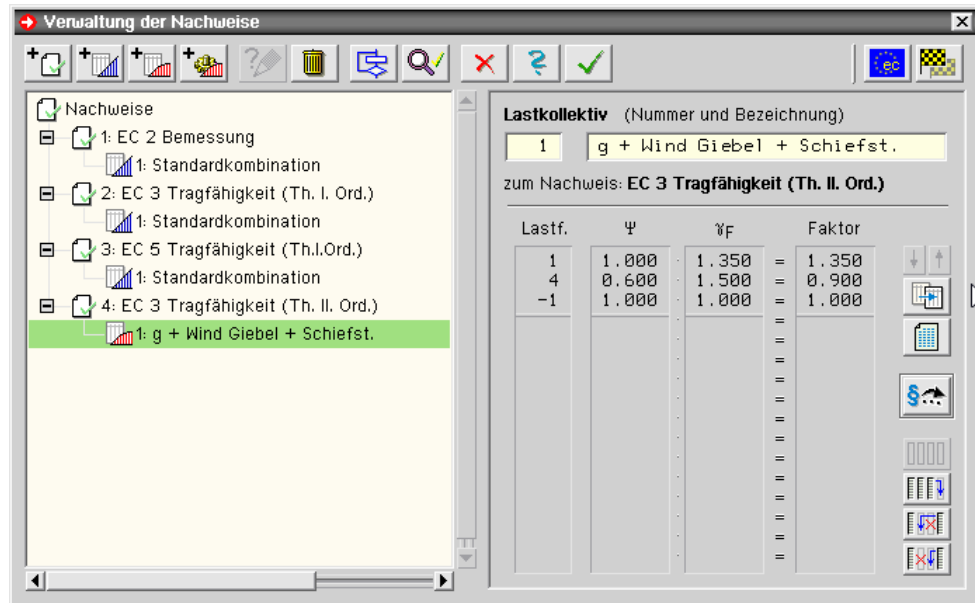 Verwaltung der Nachweise
ec
Nachweise
1: EC 2 Bemessung
1: Standardkombination
2: EC 3 Tragfähigkeit (Th. I. Ord.)
1: Standardkombination
3: EC 5 Tragfähigkeit (Th.I.Ord.)
1: Standardkombination
4: EC 3 Tragfähigkeit (Th. II. Ord.)
1: g + Wind Giebel + Schiefst.
Lastkollektiv (Nummer und Bezeichnung)
1 g + Wind Giebel + Schiefst.
zum Nachweis: EC 3 Tragfähigkeit (Th. II. Ord.)
Lastf. Ψ γF Faktor
1 1.000 · 1.350 = 1.350
4 0.600 · 1.500 = 0.900
-1 1.000 · 1.000 = 1.000
· =
· =
· =
· =
· =
· =
· =
· =
· =
· =
· =
· =
· =
§